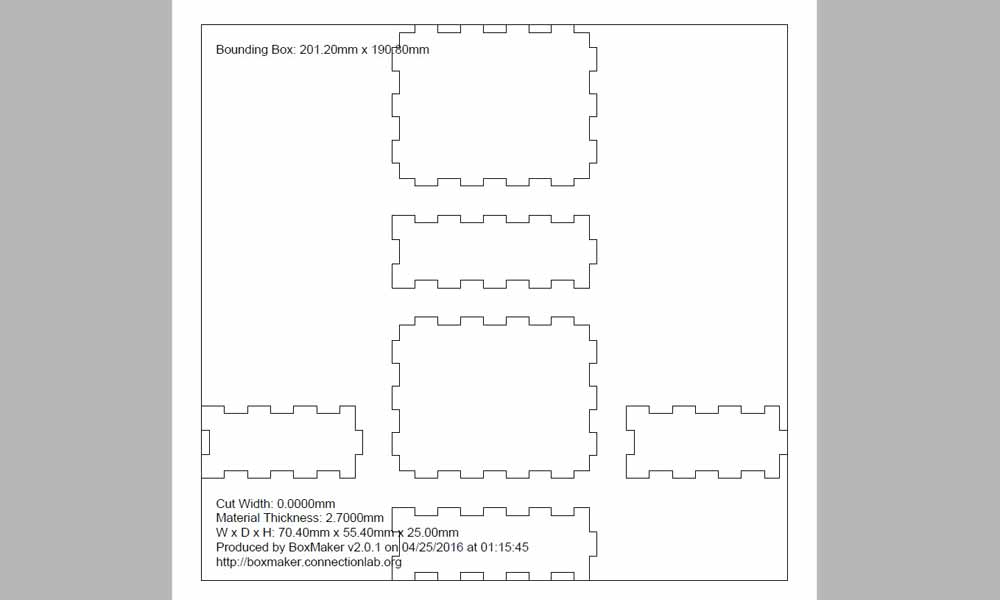 Bounding Box: 201.20mm x 190.80mm
Cut Width: 0.0000mm
Material Thickness: 2.7000mm
W x D x H: 70.40mm x 55.40mm x 25.00mm
Produced by BoxMaker v2.0.1 on 04/25/2016 at 01:15:45
http://boxmaker.connectionlab.org